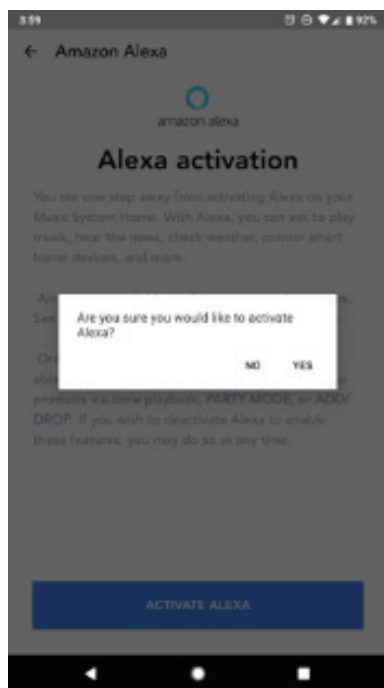 3:59
92%
Amazon Alexa
amazon alexa
Alexa activation
You are one step away from activating Alexa on your
Music System Home. With Alexa, you can ask to play
music, hear the news, check weather, control smart
home devices, and more.
Are you sure you would like to activate
Alexa?
NO YES
products via zone playback, PARTY MODE, or ADD/
DROP. If you wish to deactivate Alexa to enable
these features, you may do so at any time.
ACTIVATE ALEXA